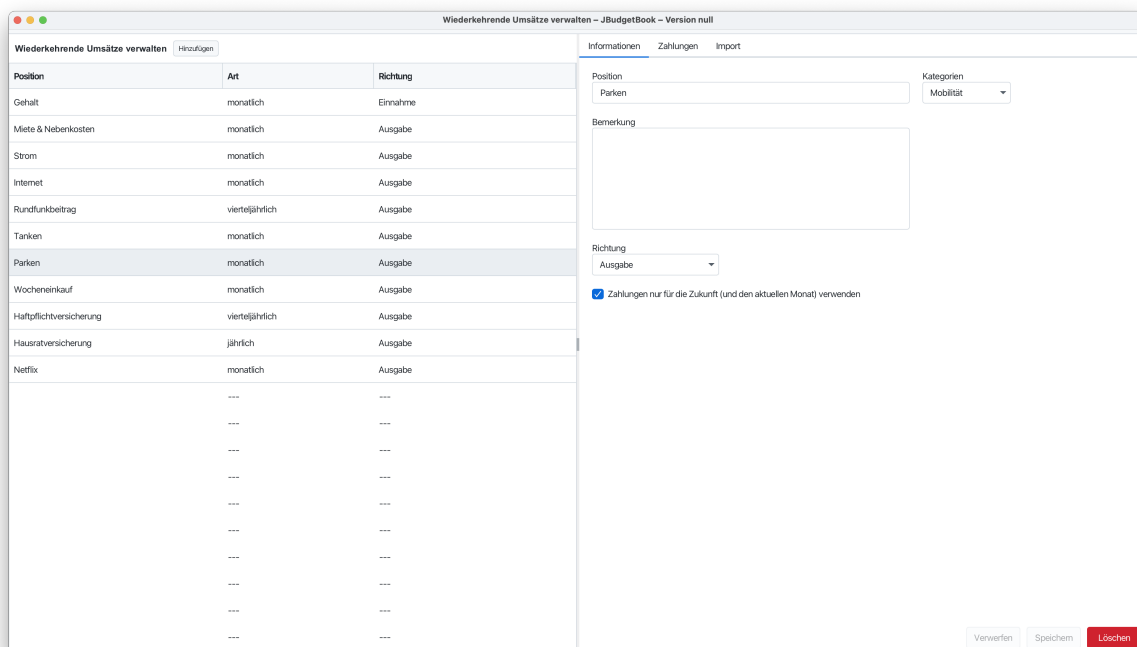 Wiederkehrende Umsätze verwalten – JBudgetBook – Version null
Wiederkehrende Umsätze verwalten Hinzufügen
Position Art Richtung
Gehalt monatlich Einnahme
Miete & Nebenkosten monatlich Ausgabe
Strom monatlich Ausgabe
Internet monatlich Ausgabe
Rundfunkbeitrag vierteljährlich Ausgabe
Tanken monatlich Ausgabe
Parken monatlich Ausgabe
Wocheneinkauf monatlich Ausgabe
Haftpflichtversicherung vierteljährlich Ausgabe
Hausratversicherung jährlich Ausgabe
Netflix monatlich Ausgabe
--- ---
--- ---
--- ---
--- ---
--- ---
--- ---
--- ---
--- ---
--- ---
--- ---
Informationen Zahlungen Import
Position Kategorien
Parken Mobilität
Bemerkung
Richtung
Ausgabe
Zahlungen nur für die Zukunft (und den aktuellen Monat) verwenden
Verwerfen Speichern Löschen